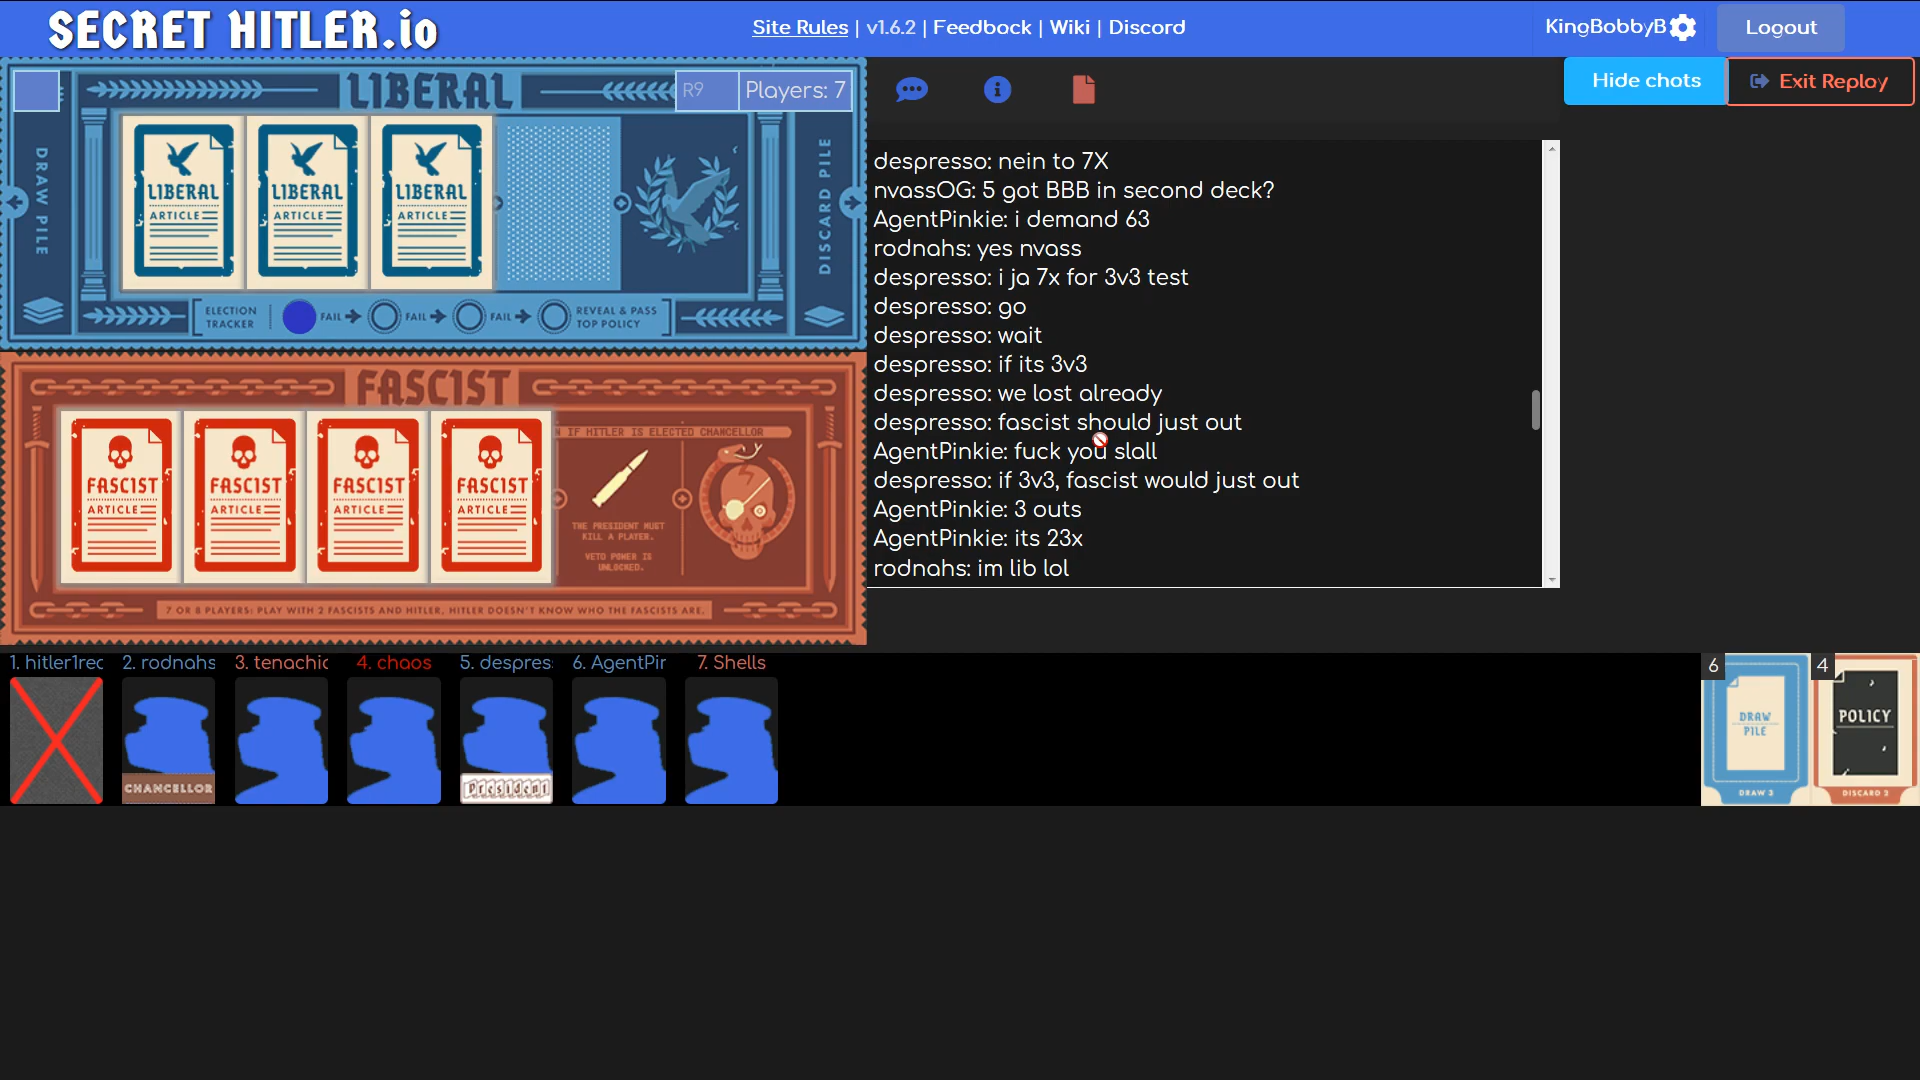 SECRET HITLER.io
Site Rules | v1.6.2 | Feedback | Wiki | Discord
KingBobbyB
Logout
LIBERAL
R9
Players: 7
Hide chots
Exit Reploy
DRAW PILE
LIBERAL
ARTICLE
LIBERAL
ARTICLE
LIBERAL
ARTICLE
DISCARD PILE
ELECTION TRACKER
FAIL
FAIL
FAIL
REVEAL & PASS TOP POLICY
FASCIST
FASCIST
ARTICLE
FASCIST
ARTICLE
FASCIST
ARTICLE
FASCIST
ARTICLE
IF HITLER IS ELECTED CHANCELLOR
THE PRESIDENT MUST
KILL A PLAYER.
VETO POWER IS
UNLOCKED.
7 OR 8 PLAYERS: PLAY WITH 2 FASCISTS AND HITLER, HITLER DOESN'T KNOW WHO THE FASCISTS ARE.
despresso: nein to 7X
nvassOG: 5 got BBB in second deck?
AgentPinkie: i demand 63
rodnahs: yes nvass
despresso: i ja 7x for 3v3 test
despresso: go
despresso: wait
despresso: if its 3v3
despresso: we lost already
despresso: fascist should just out
AgentPinkie: fuck you slall
despresso: if 3v3, fascist would just out
AgentPinkie: 3 outs
AgentPinkie: its 23x
rodnahs: im lib lol
1. hitler1rec
2. rodnahs
3. tenachic
4. chaos
5. despres
6. AgentPir
7. Shells
CHANCELLOR
President
6
DRAW PILE
DRAW 3
4
POLICY
DISCARD 2